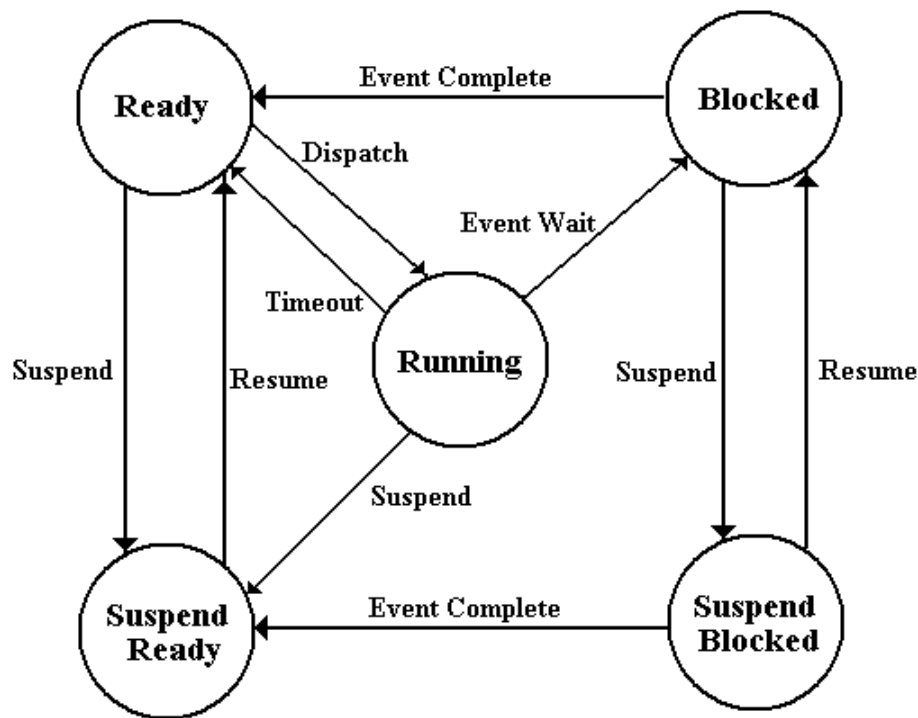 Event Complete
Ready
Blocked
Dispatch
Event Wait
Timeout
Running
Suspend
Resume
Suspend
Resume
Suspend
Event Complete
Suspend
Ready
Suspend
Blocked